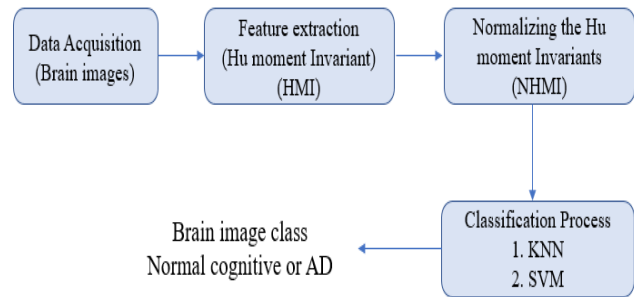 Data Acquisition
(Brain images)
Feature extraction
(Hu moment Invariant)
(HMI)
Normalizing the Hu
moment Invariants
(NHMI)
Classification Process
1. KNN
2. SVM
Brain image class
Normal cognitive or AD